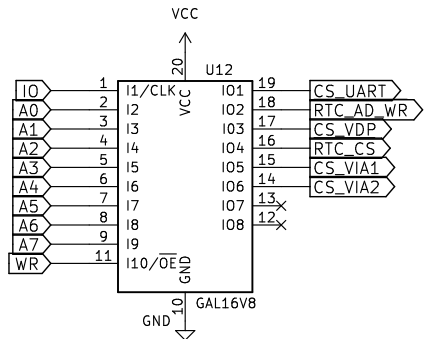 VCC
20
U12
IO 1 I1/CLK VCC IO1 19 CS_UART
A0 2 I2 IO2 18 RTC_AD_WR
A1 3 I3 IO3 17 CS_VDP
A2 4 I4 IO4 16 RTC_CS
A3 5 I5 IO5 15 CS_VIA1
A4 6 I6 IO6 14 CS_VIA2
A5 7 I7 IO7 13
A6 8 I8 IO8 12
A7 9 I9
WR 11 I10/OE GND
10 GAL16V8
GND